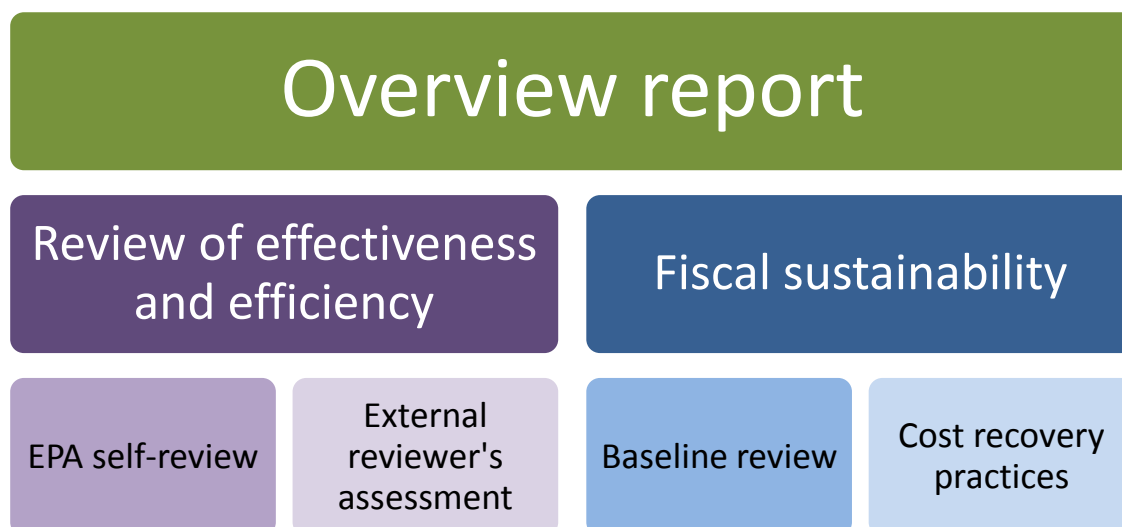 Overview report
Review of effectiveness
and efficiency
Fiscal sustainability
EPA self-review
External
reviewer's
assessment
Baseline review
Cost recovery
practices